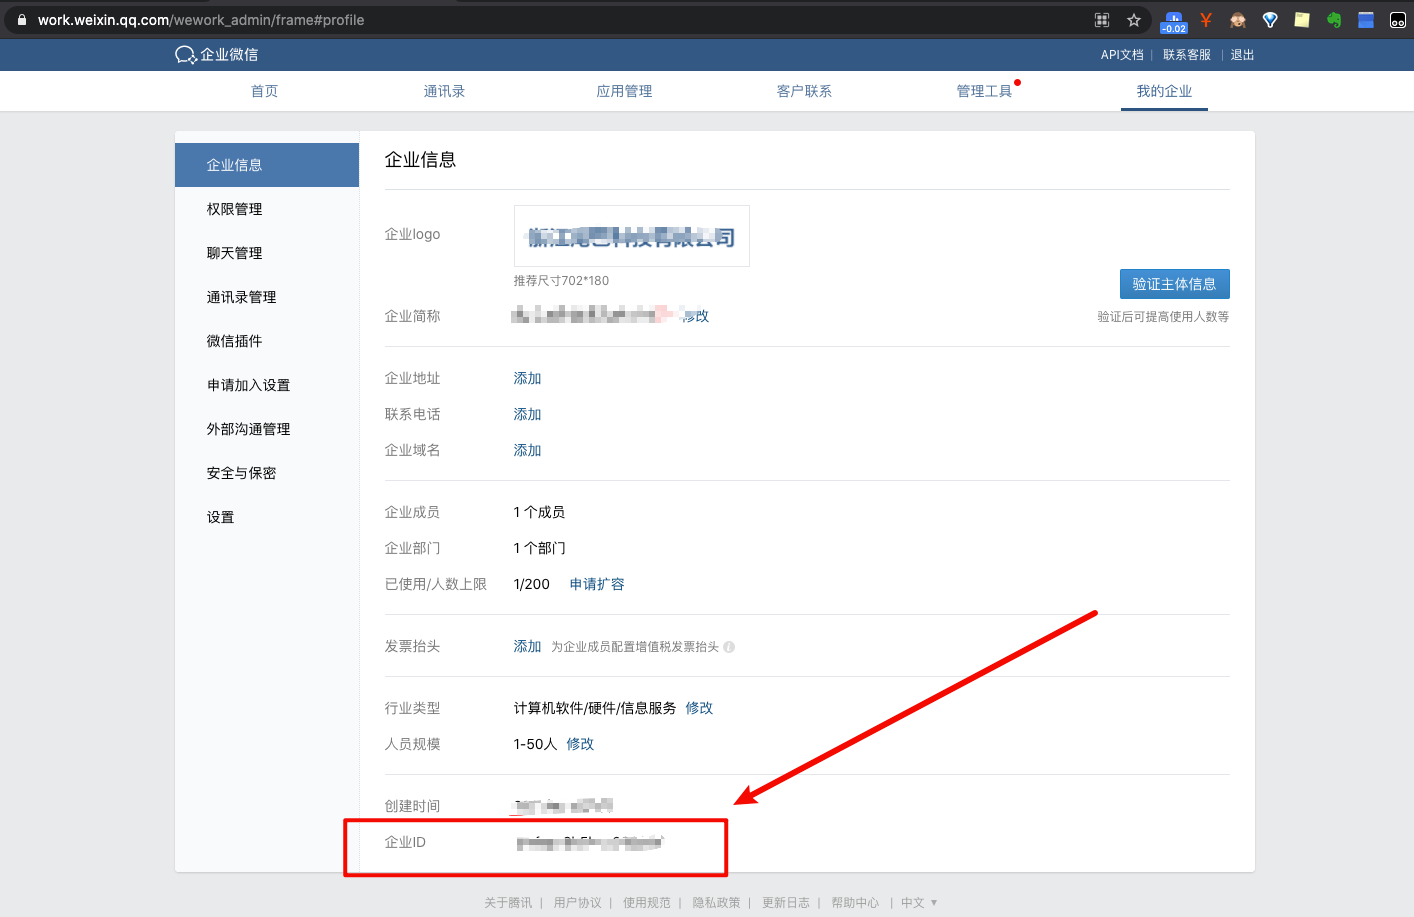 work.weixin.qq.com/wework_admin/frame#profile
-0.02
企业微信
API文档 | 联系客服 | 退出
首页 通讯录 应用管理 客户联系 管理工具 我的企业
企业信息
权限管理
聊天管理
通讯录管理
微信插件
申请加入设置
外部沟通管理
安全与保密
设置
企业信息
企业logo
推荐尺寸702*180
验证主体信息
验证后可提高使用人数等
企业简称 修改
企业地址 添加
联系电话 添加
企业域名 添加
企业成员 1 个成员
企业部门 1 个部门
已使用/人数上限 1/200 申请扩容
发票抬头 添加 为企业成员配置增值税发票抬头
行业类型 计算机软件/硬件/信息服务 修改
人员规模 1-50人 修改
创建时间
企业ID
关于腾讯 | 用户协议 | 使用规范 | 隐私政策 | 更新日志 | 帮助中心 | 中文 ▼